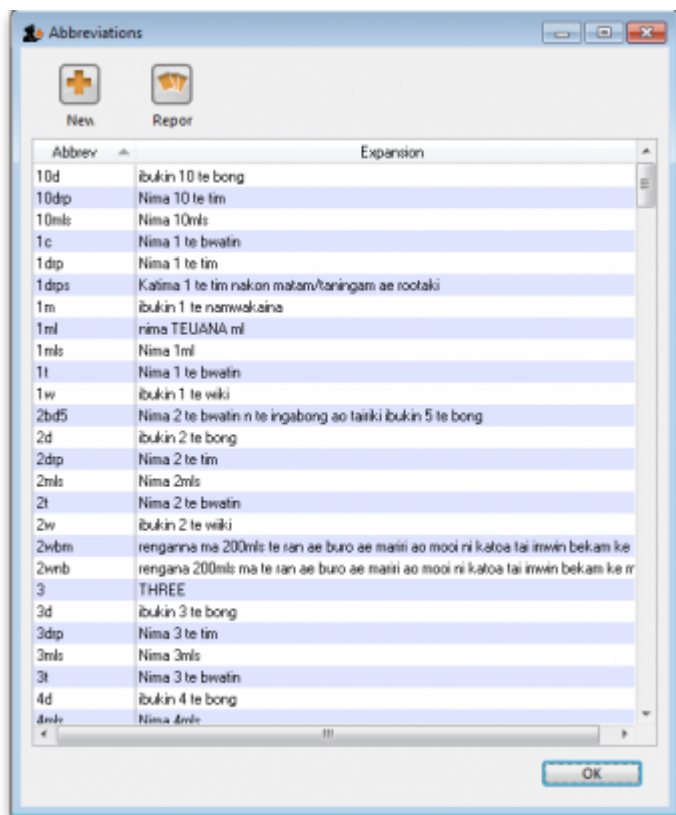 Abbreviations
New Repor
Abbrev Expansion
10d ibukin 10 te bong
10drp Nima 10 te tim
10mls Nima 10mls
1c Nima 1 te bwatin
1drp Nima 1 te tim
1drps Katima 1 te tim nakon matam/taningam ae rootaki
1m ibukin 1 te namwakaina
1ml nima TEUANA ml
1mls Nima 1ml
1t Nima 1 te bwatin
1w ibukin 1 te wiki
2bd5 Nima 2 te bwatin n te ingabong ao tairiki ibukin 5 te bong
2d ibukin 2 te bong
2drp Nima 2 te tim
2mls Nima 2mls
2t Nima 2 te bwatin
2w ibukin 2 te wiiki
2wbm renganna ma 200mls te ran ae buro ae mariri ao mooi ni katoa tai imwin bekam ke
2wnb rengana 200mls ma te ran ae buro ae mariri ao mooi ni katoa tai imwin bekam ke m
3 THREE
3d ibukin 3 te bong
3drp Nima 3 te tim
3mls Nima 3mls
3t Nima 3 te bwatin
4d ibukin 4 te bong
4mls Nima 4mls
OK